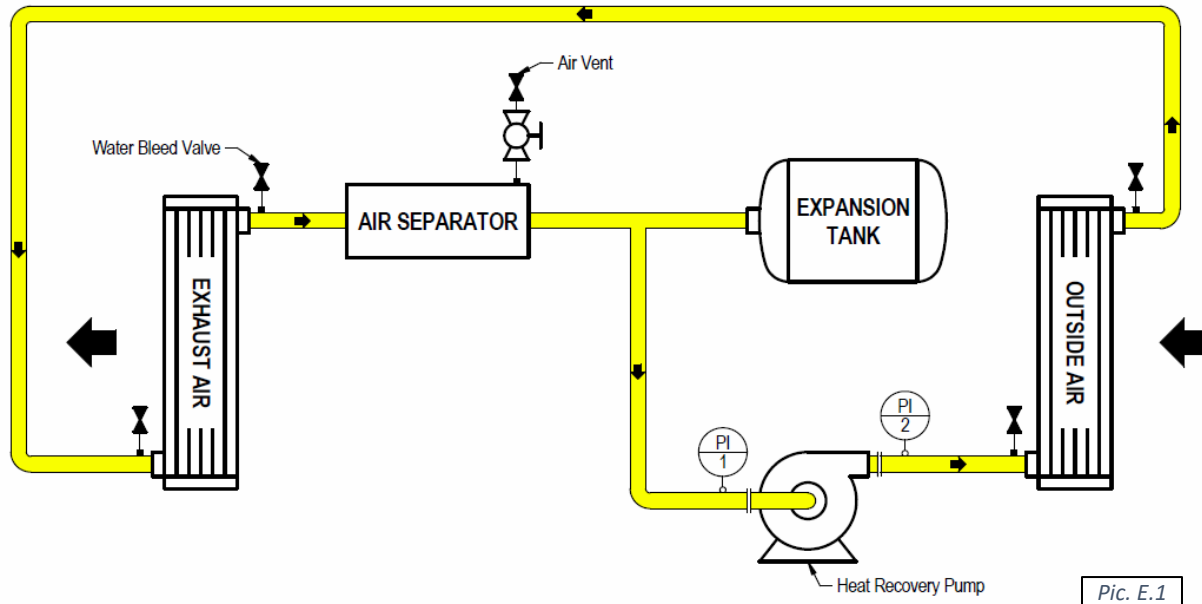 Air Vent
Water Bleed Valve
AIR SEPARATOR
EXPANSION
TANK
EXHAUST AIR
OUTSIDE AIR
PI
1
PI
2
Heat Recovery Pump
Pic. E.1